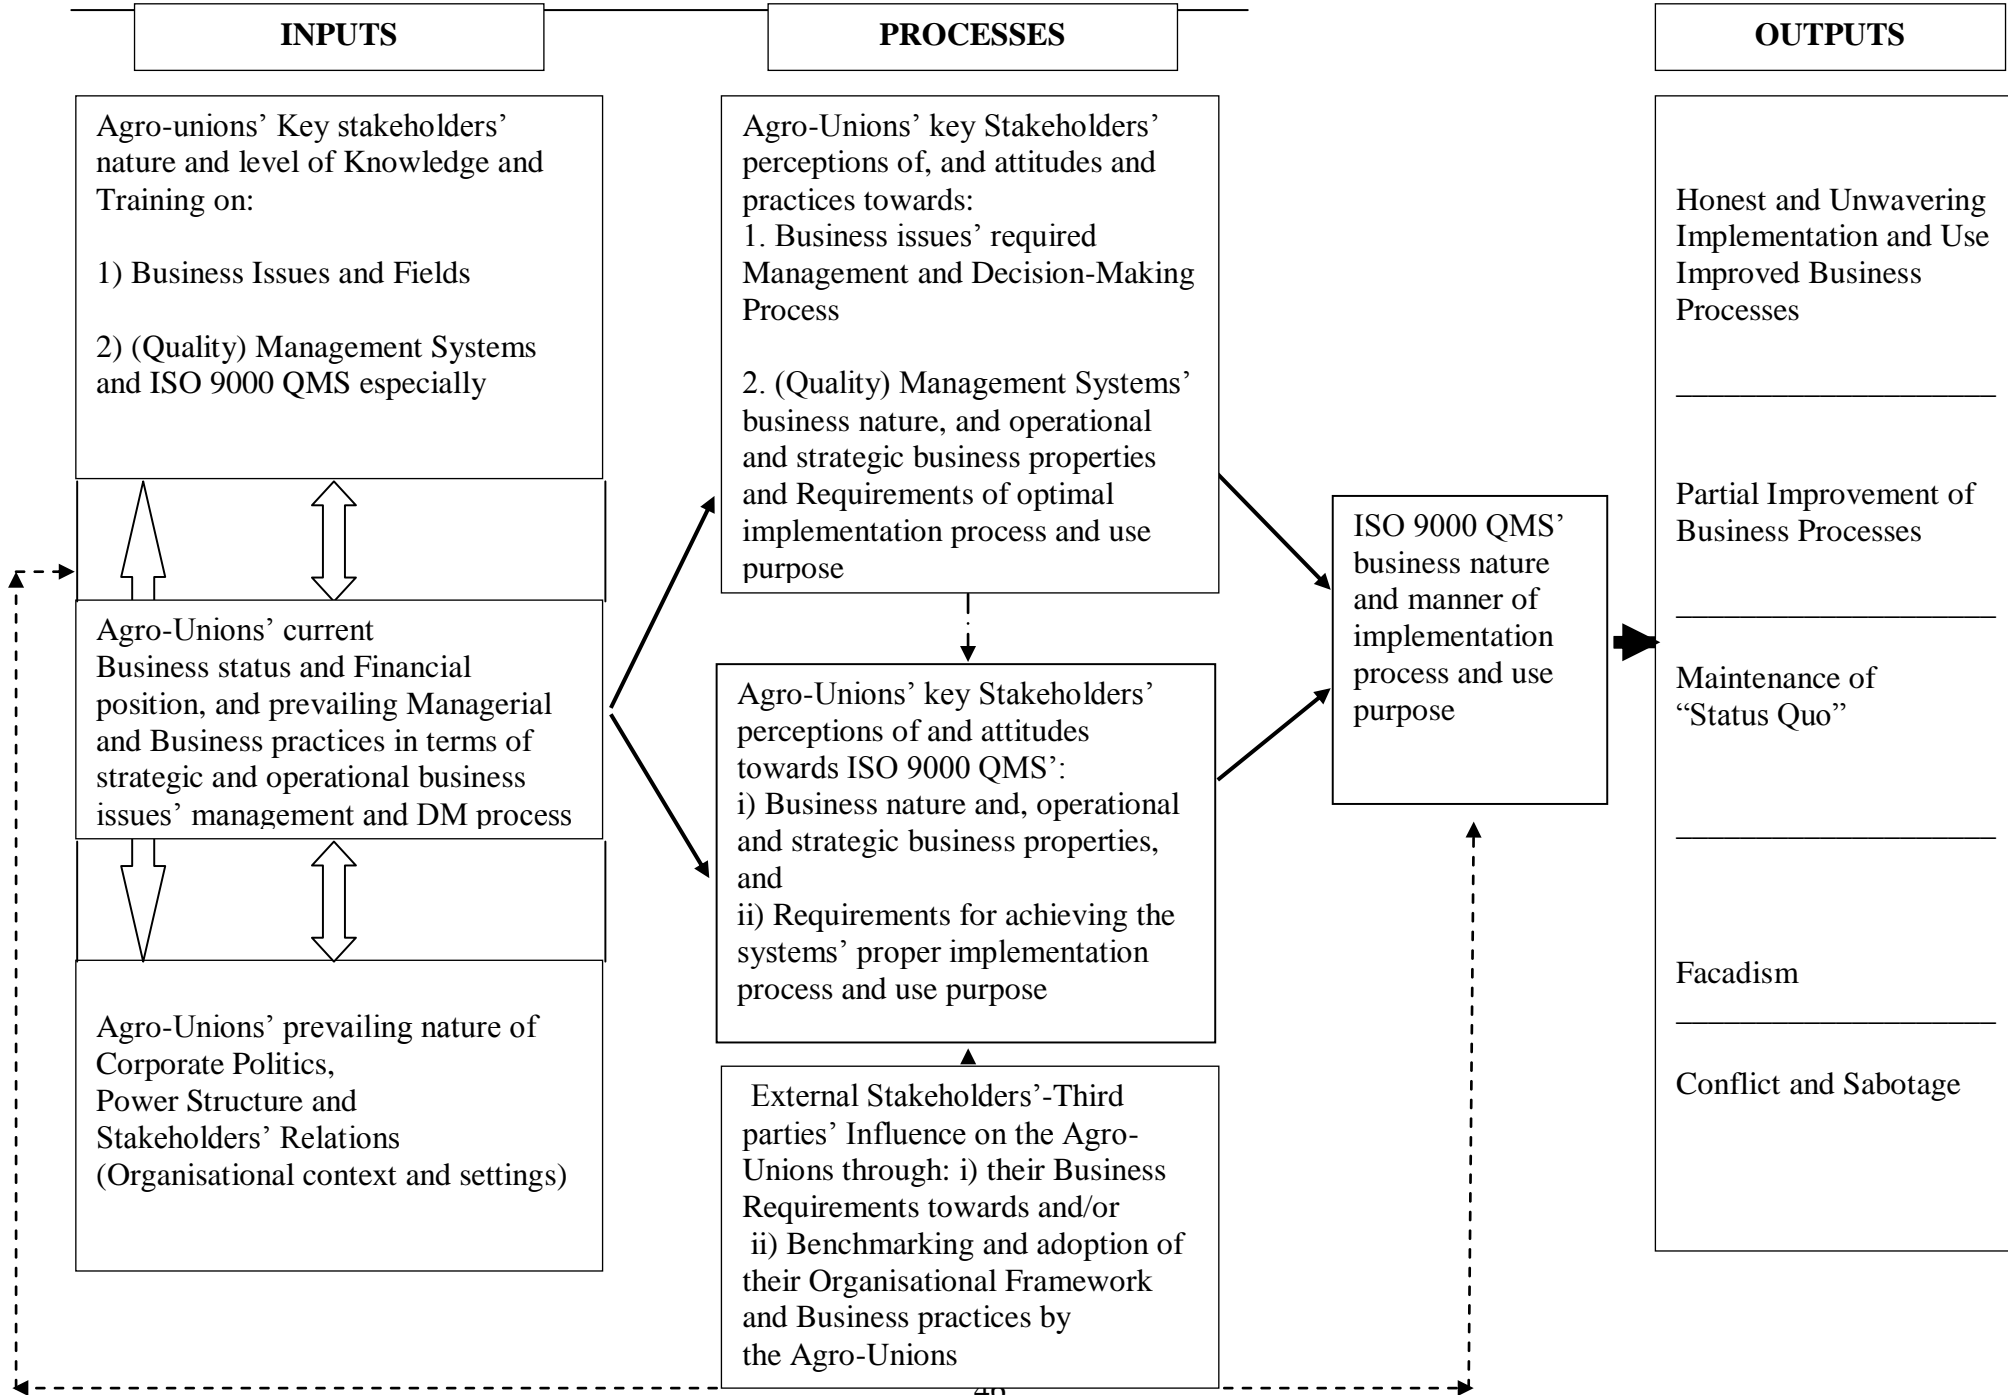 INPUTS
PROCESSES
OUTPUTS
Agro-unions’ Key stakeholders’
nature and level of Knowledge and
Training on:
1) Business Issues and Fields
2) (Quality) Management Systems
and ISO 9000 QMS especially
Agro-Unions’ current
Business status and Financial
position, and prevailing Managerial
and Business practices in terms of
strategic and operational business
issues’ management and DM process
Agro-Unions’ prevailing nature of
Corporate Politics,
Power Structure and
Stakeholders’ Relations
(Organisational context and settings)
Agro-Unions’ key Stakeholders’
perceptions of, and attitudes and
practices towards:
1. Business issues’ required
Management and Decision-Making
Process
2. (Quality) Management Systems’
business nature, and operational
and strategic business properties
and Requirements of optimal
implementation process and use
purpose
Agro-Unions’ key Stakeholders’
perceptions of and attitudes
towards ISO 9000 QMS’:
i) Business nature and, operational
and strategic business properties,
and
ii) Requirements for achieving the
systems’ proper implementation
process and use purpose
External Stakeholders’-Third
parties’ Influence on the Agro-
Unions through: i) their Business
Requirements towards and/or
ii) Benchmarking and adoption of
their Organisational Framework
and Business practices by
the Agro-Unions
ISO 9000 QMS’
business nature
and manner of
implementation
process and use
purpose
Honest and Unwavering
Implementation and Use
Improved Business
Processes
Partial Improvement of
Business Processes
Maintenance of
“Status Quo”
Facadism
Conflict and Sabotage